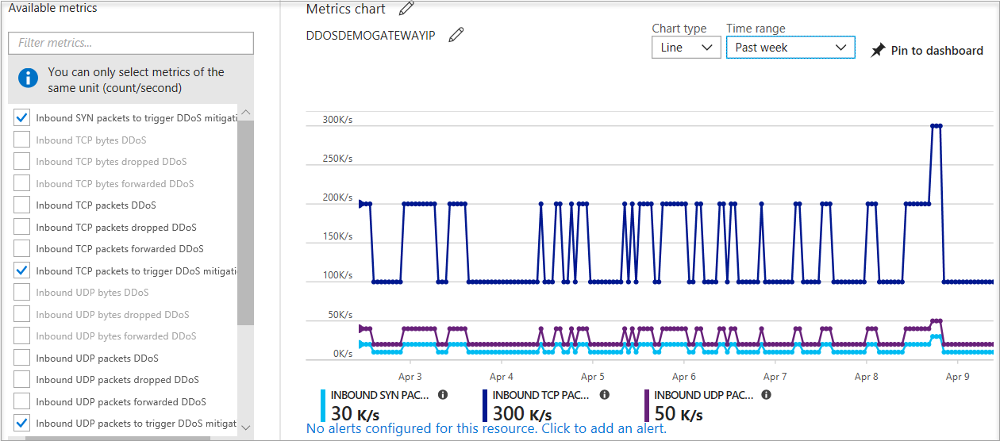 Available metrics
Filter metrics...
You can only select metrics of the
same unit (count/second)
Inbound SYN packets to trigger DDoS mitigati
Inbound TCP bytes DDoS
Inbound TCP bytes dropped DDoS
Inbound TCP bytes forwarded DDoS
Inbound TCP packets DDoS
Inbound TCP packets dropped DDoS
Inbound TCP packets forwarded DDoS
Inbound TCP packets to trigger DDoS mitigati
Inbound UDP bytes DDoS
Inbound UDP bytes dropped DDoS
Inbound UDP bytes forwarded DDoS
Inbound UDP packets DDoS
Inbound UDP packets dropped DDoS
Inbound UDP packets forwarded DDoS
Inbound UDP packets to trigger DDoS mitigat
Metrics chart
DDOSDEMOGATEWAYIP
Chart type
Line
Time range
Past week
Pin to dashboard
300K/s
250K/s
200K/s
150K/s
100K/s
50K/s
0K/s
Apr 3 Apr 4 Apr 5 Apr 6 Apr 7 Apr 8 Apr 9
INBOUND SYN PAC...
30 K/s
INBOUND TCP PAC...
300 K/s
INBOUND UDP PAC...
50 K/s
No alerts configured for this resource. Click to add an alert.